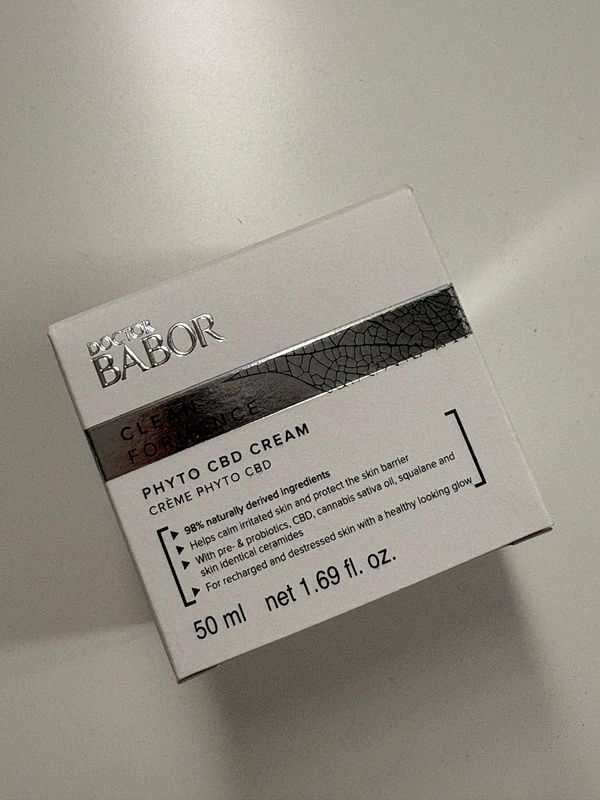 DOCTOR
BABOR
CLEAN
FORMANCE
PHYTO CBD CREAM
CRÈME PHYTO CBD
98% naturally derived ingredients
Helps calm irritated skin and protect the skin barrier
With pre- & probiotics, CBD, cannabis sativa oil, squalane and
skin identical ceramides
For recharged and destressed skin with a healthy looking glow
50 ml net 1.69 fl. oz.